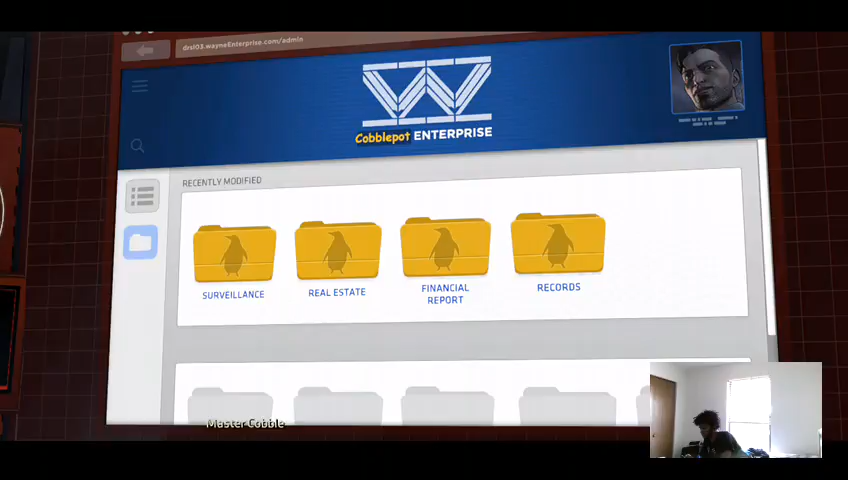 drsl03.wayneEnterprise.com/admin
Cobblepot ENTERPRISE
RECENTLY MODIFIED
SURVEILLANCE
REAL ESTATE
FINANCIAL
REPORT
RECORDS
Master Cobble